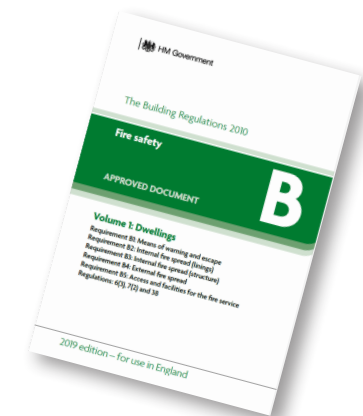 HM Government
The Building Regulations 2010
Fire safety
APPROVED DOCUMENT
B
Volume 1: Dwellings
Requirement B1: Means of warning and escape
Requirement B2: Internal fire spread (linings)
Requirement B3: Internal fire spread (structure)
Requirement B4: External fire spread
Requirement B5: Access and facilities for the fire service
Regulations: 6(3), 7(2) and 38
2019 edition – for use in England